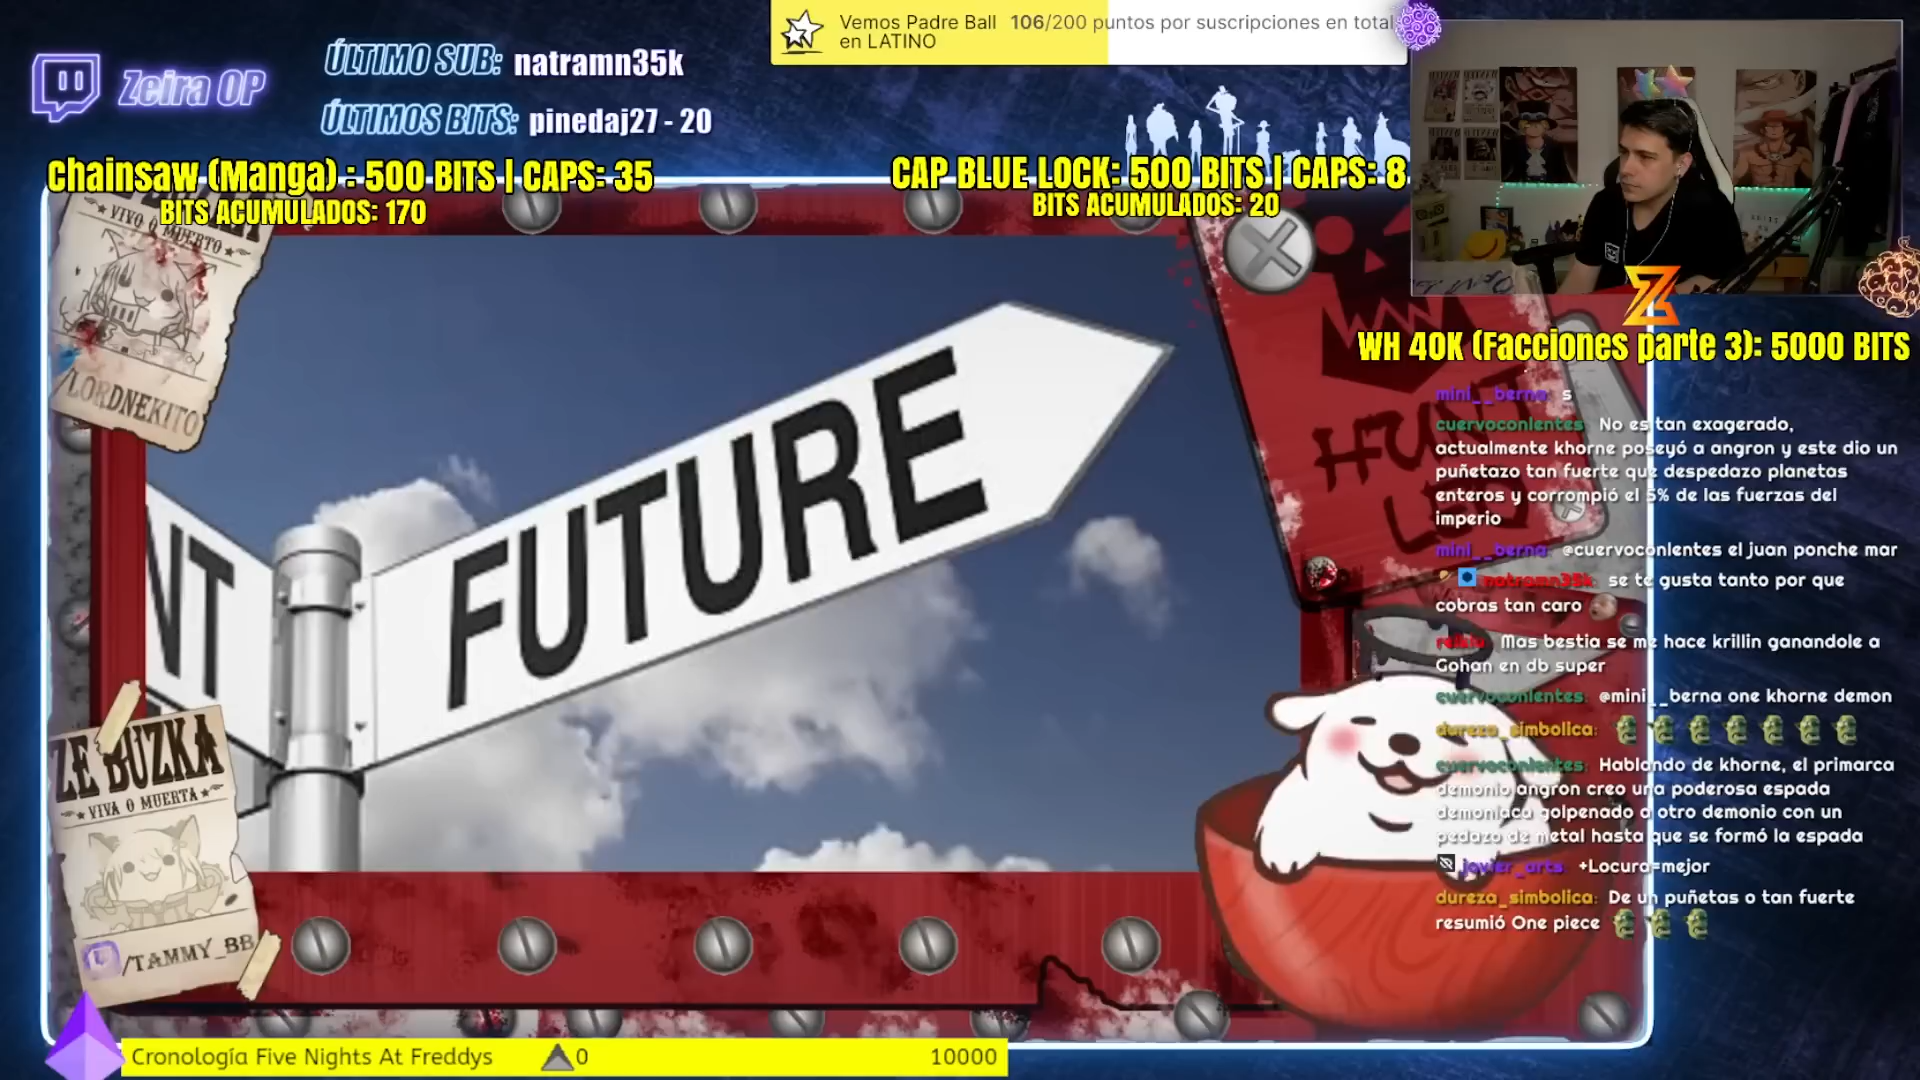 Vemos Padre Ball 106/200 puntos por suscripciones en total
en LATINO
Zeira OP
ÚLTIMO SUB: natramn35k
ÚLTIMOS BITS: pinedaj27 - 20
Chainsaw (Manga) : 500 BITS | CAPS: 35
BITS ACUMULADOS: 170
CAP BLUE LOCK: 500 BITS | CAPS: 8
BITS ACUMULADOS: 20
VIVO O MUERTO
/LORDNEKITO
NT
FUTURE
HUNT
WH 40K (Facciones parte 3): 5000 BITS
mini__berna: s
cuervoconlentes: No es tan exagerado,
actualmente khorne poseyó a angron y este dio un
puñetazo tan fuerte que despedazo planetas
enteros y corrompió el 5% de las fuerzas del
imperio
mini__berna: @cuervoconlentes el juan ponche mar
natramn35k: se te gusta tanto por que
cobras tan caro
Mas bestia se me hace krillin ganandole a
Gohan en db super
cuervoconlentes: @mini__berna one khorne demon
dureza_simbolica:
cuervoconlentes: Hablando de khorne, el primarca
demonio angron creo una poderosa espada
demoniaca golpenado a otro demonio con un
pedazo de metal hasta que se formó la espada
javier_arts: +Locura=mejor
dureza_simbolica: De un puñetas o tan fuerte
resumió One piece
ZE BUZKA
VIVA O MUERTA
/TAMMY_BB
Cronología Five Nights At Freddys 0 10000